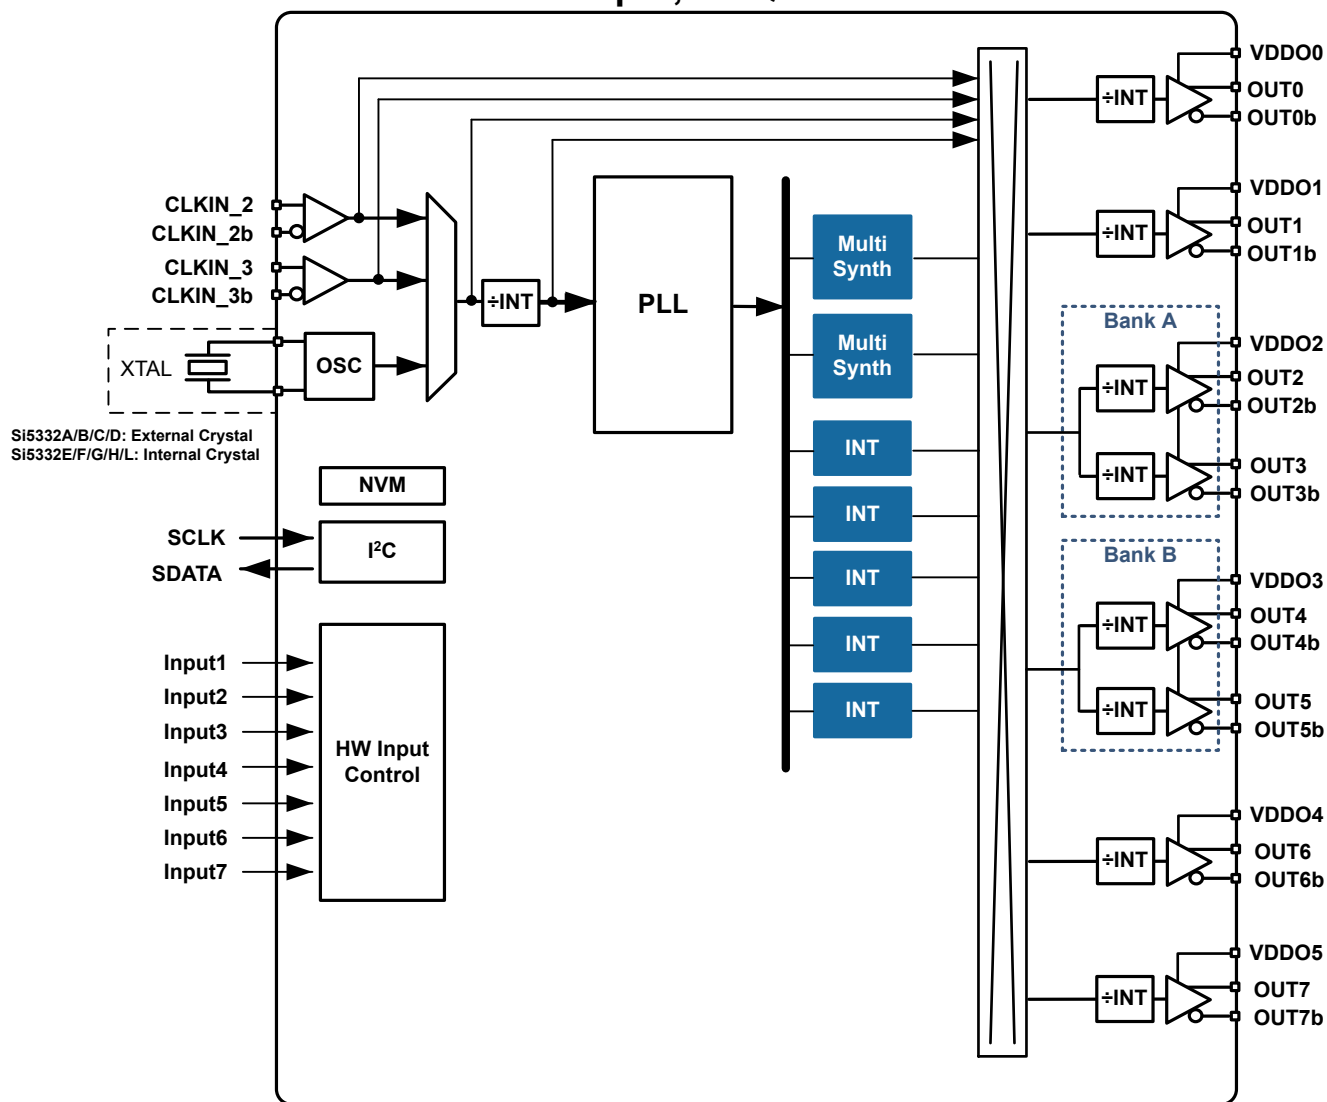 VDDO0
OUT0
÷INT
OUT0b
CLKIN_2
CLKIN_2b
CLKIN_3
CLKIN_3b
XTAL
OSC
÷INT
PLL
Multi
Synth
Multi
Synth
INT
INT
INT
INT
INT
VDDO1
OUT1
÷INT
OUT1b
Bank A
VDDO2
OUT2
÷INT
OUT2b
OUT3
÷INT
OUT3b
Si5332A/B/C/D: External Crystal
Si5332E/F/G/H/L: Internal Crystal
NVM
SCLK
I²C
SDATA
Bank B
VDDO3
OUT4
÷INT
OUT4b
OUT5
÷INT
OUT5b
Input1
Input2
Input3
Input4
Input5
Input6
Input7
HW Input
Control
VDDO4
OUT6
÷INT
OUT6b
VDDO5
OUT7
÷INT
OUT7b